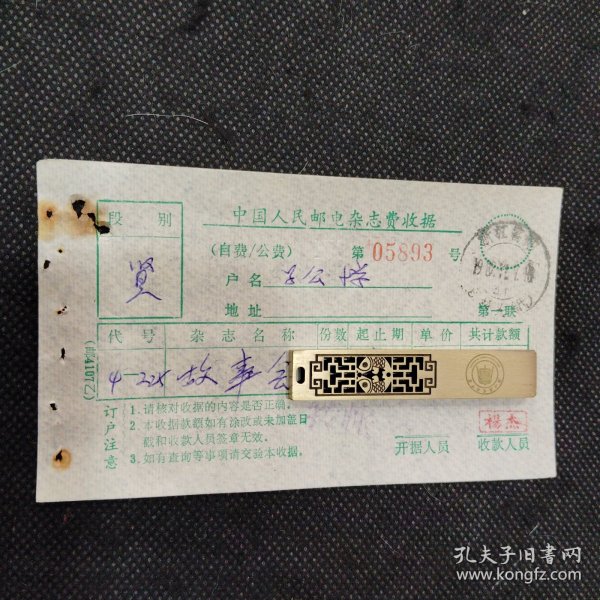 中国人民邮电杂志费收据
段 别
贤
(自费/公费) 第05893号
户名
地址 第一联
代号 杂志名称 份数 起止期 单价 共计款额
4-225 故事会
订户注意
1. 请核对收据的内容是否正确。
2. 本收据款额如有涂改或未加盖日
戳和收款人员签章无效。
3. 如有查询等事项请交验本收据。
杨杰
开据人员 收款人员
孔夫子旧书网
www.kongfz.com